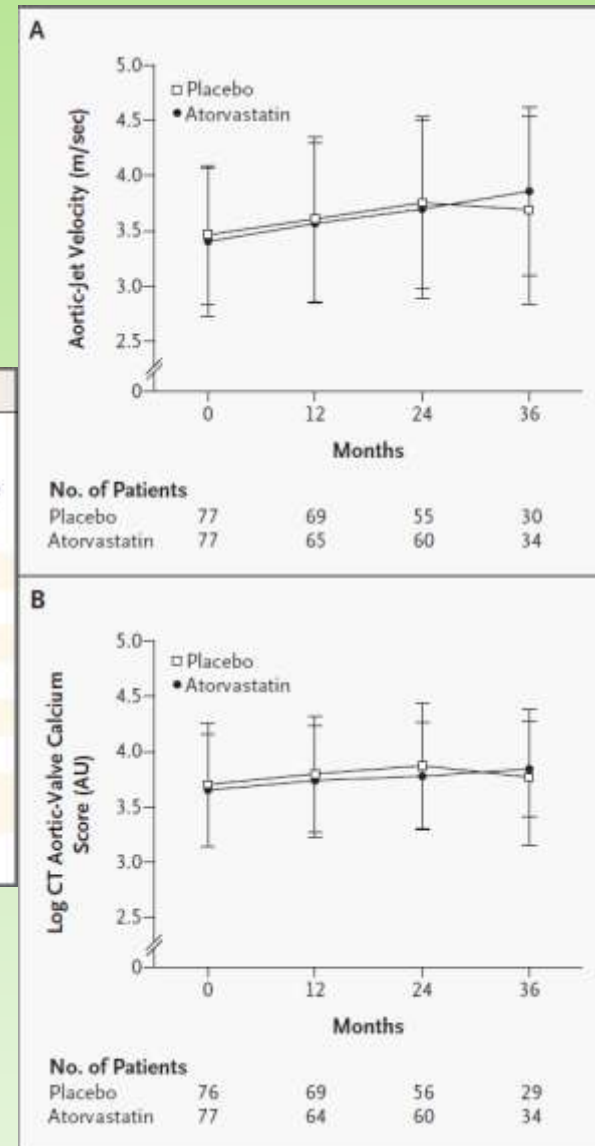 A
5.0
□ Placebo
• Atorvastatin
4.5
4.0
3.5
3.0
2.5
0
Aortic-Jet Velocity (m/sec)
0 12 24 36
Months
No. of Patients
Placebo 77 69 55 30
Atorvastatin 77 65 60 34
B
5.0
□ Placebo
• Atorvastatin
4.5
4.0
3.5
3.0
2.5
0
Log CT Aortic-Valve Calcium
Score (AU)
0 12 24 36
Months
No. of Patients
Placebo 76 69 56 29
Atorvastatin 77 64 60 34